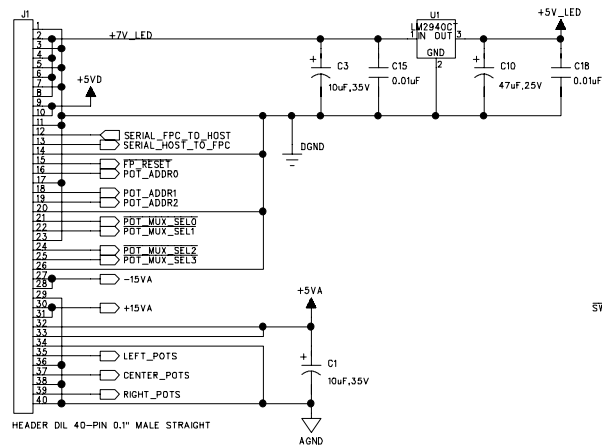 J1
U1
LM2940CT
+5V_LED
1
2
3
4
5
6
7
8
9
10
11
12
13
14
15
16
17
18
19
20
21
22
23
24
25
26
27
28
29
30
31
32
33
34
35
36
37
38
39
40
+7V_LED
1 IN OUT 3
GND
2
+ C3
10uF,35V
C15
0.01uF
+ C10
47uF,25V
C18
0.01uF
+5VD
DGND
SERIAL_FPC_TO_HOST
SERIAL_HOST_TO_FPC
FP_RESET
POT_ADDR0
POT_ADDR1
POT_ADDR2
POT_MUX_SEL0
POT_MUX_SEL1
POT_MUX_SEL2
POT_MUX_SEL3
-15VA
+15VA
+5VA
SW
+ C1
10uF,35V
LEFT_POTS
CENTER_POTS
RIGHT_POTS
HEADER DIL 40-PIN 0.1" MALE STRAIGHT
AGND